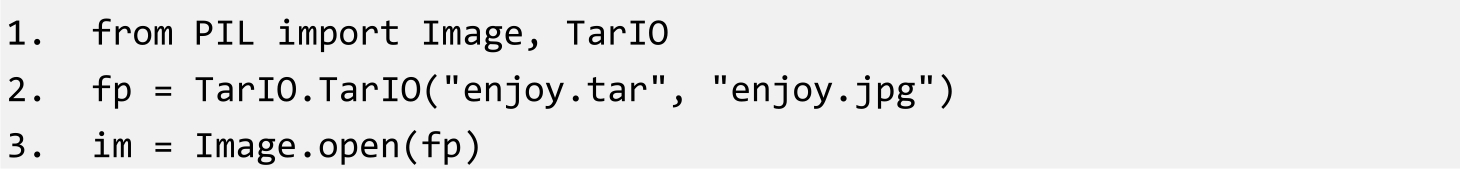 1. from PIL import Image, TarIO
2. fp = TarIO.TarIO("enjoy.tar", "enjoy.jpg")
3. im = Image.open(fp)